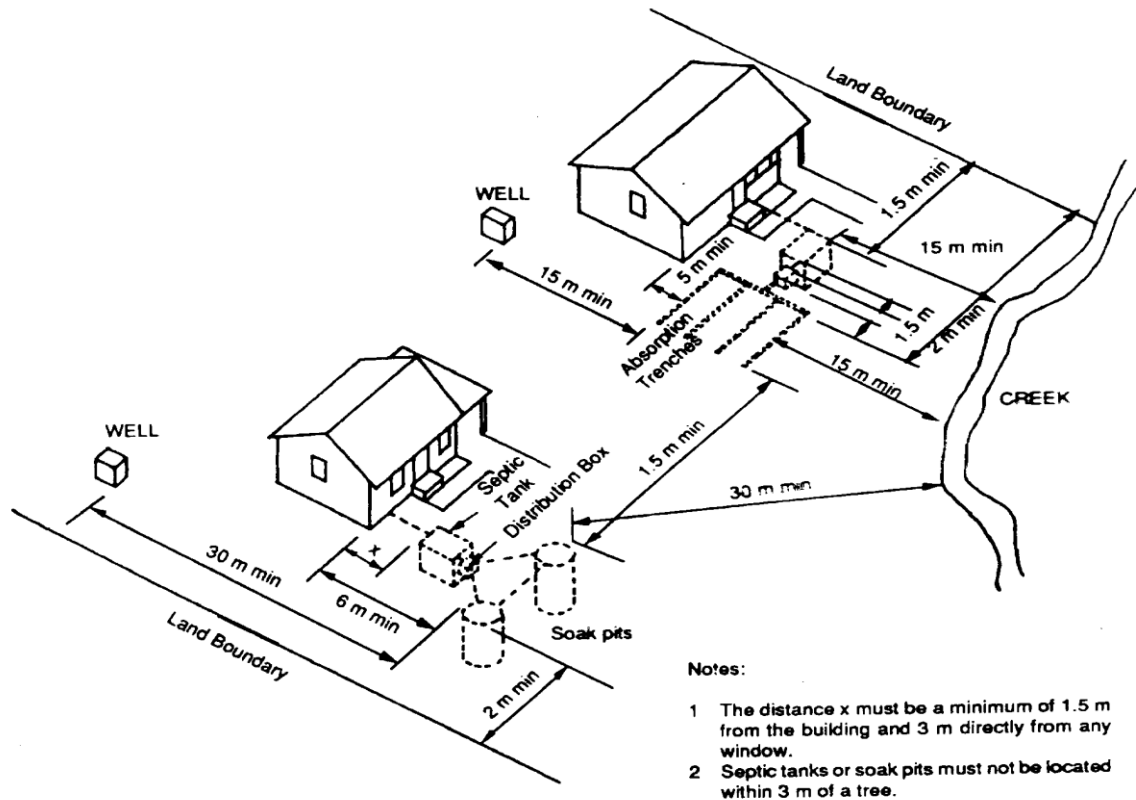 Land Boundary
WELL
1.5 m min
15 m min
15 m min
5 m min
1.5 m
2 m min
Absorption
Trenches
15 m min
CREEK
WELL
1.5 m min
Septic
Tank
Distribution Box
30 m min
x
30 m min
6 m min
Soak pits
Land Boundary
2 m min
Notes:
1 The distance x must be a minimum of 1.5 m
from the building and 3 m directly from any
window.
2 Septic tanks or soak pits must not be located
within 3 m of a tree.